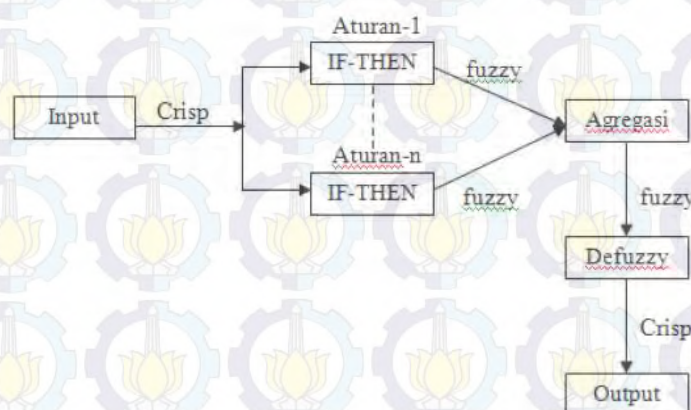 Aturan-1
IF-THEN
fuzzy
Input
Crisp
Agregasi
Aturan-n
IF-THEN
fuzzy
fuzzy
Defuzzy
Crisp
Output